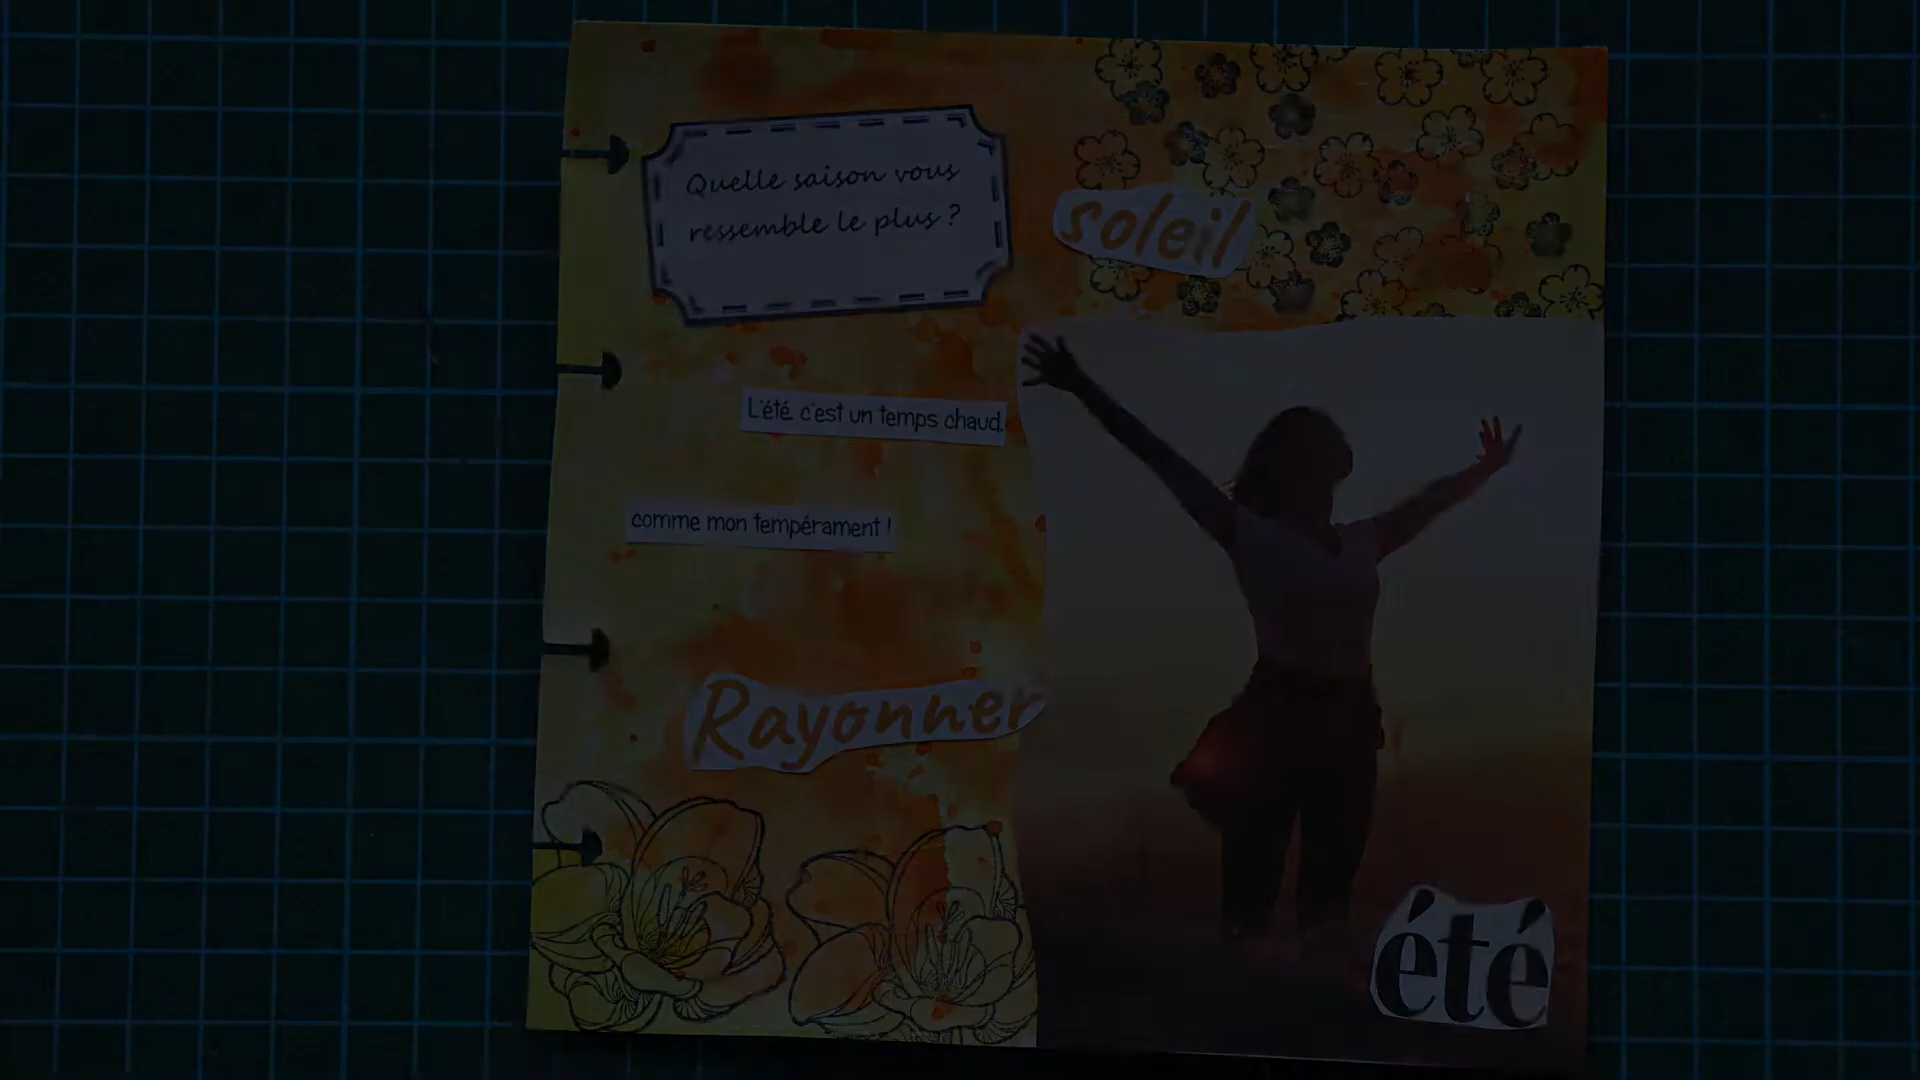 Quelle saison vous
ressemble le plus ?
soleil
L'été, c'est un temps chaud,
comme mon tempérament !
Rayonner
été